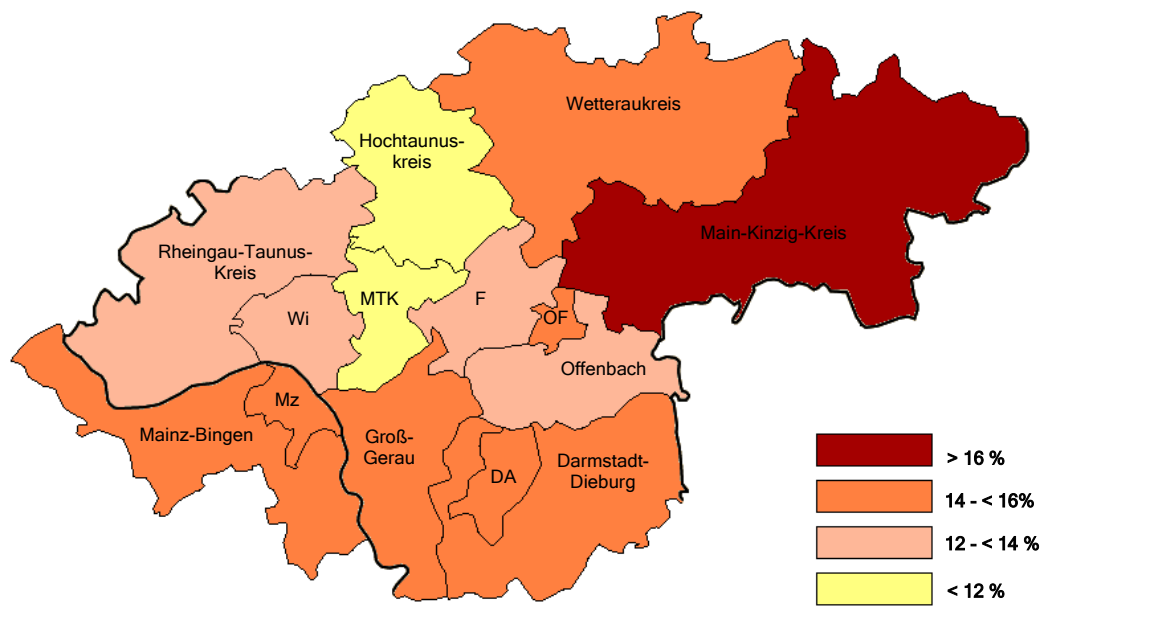 Wetteraukreis
Hochtaunus-
kreis
Main-Kinzig-Kreis
Rheingau-Taunus-
Kreis
MTK
F
Wi
OF
Offenbach
Mz
Mainz-Bingen
Groß-
Gerau
DA
Darmstadt-
Dieburg
> 16 %
14 - < 16%
12 - < 14 %
< 12 %